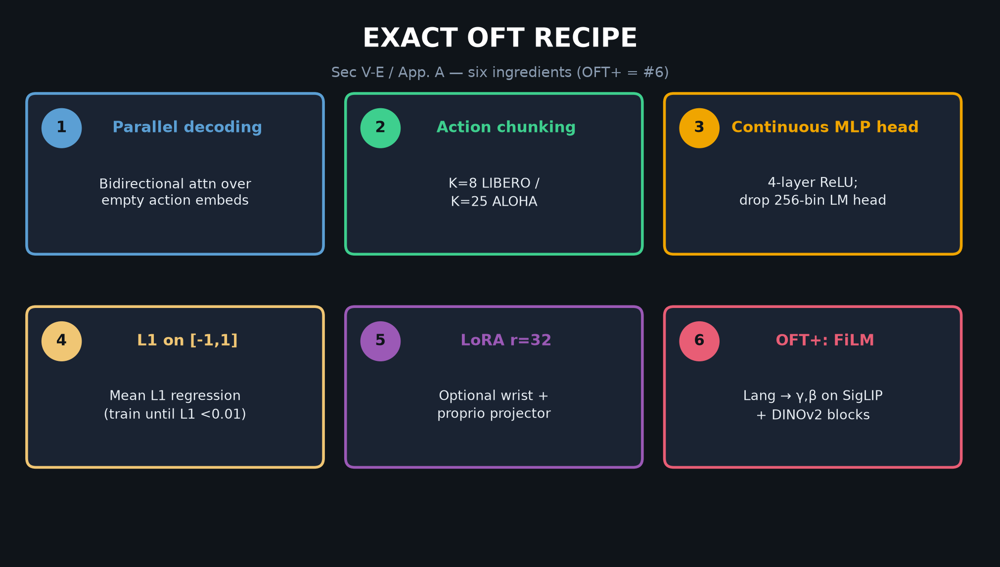 EXACT OFT RECIPE
Sec V-E / App. A — six ingredients (OFT+ = #6)
1
Parallel decoding
Bidirectional attn over
empty action embeds
2
Action chunking
K=8 LIBERO /
K=25 ALOHA
3
Continuous MLP head
4-layer ReLU;
drop 256-bin LM head
4
L1 on [-1,1]
Mean L1 regression
(train until L1 <0.01)
5
LoRA r=32
Optional wrist +
proprio projector
6
OFT+: FiLM
Lang → γ,β on SigLIP
+ DINOv2 blocks